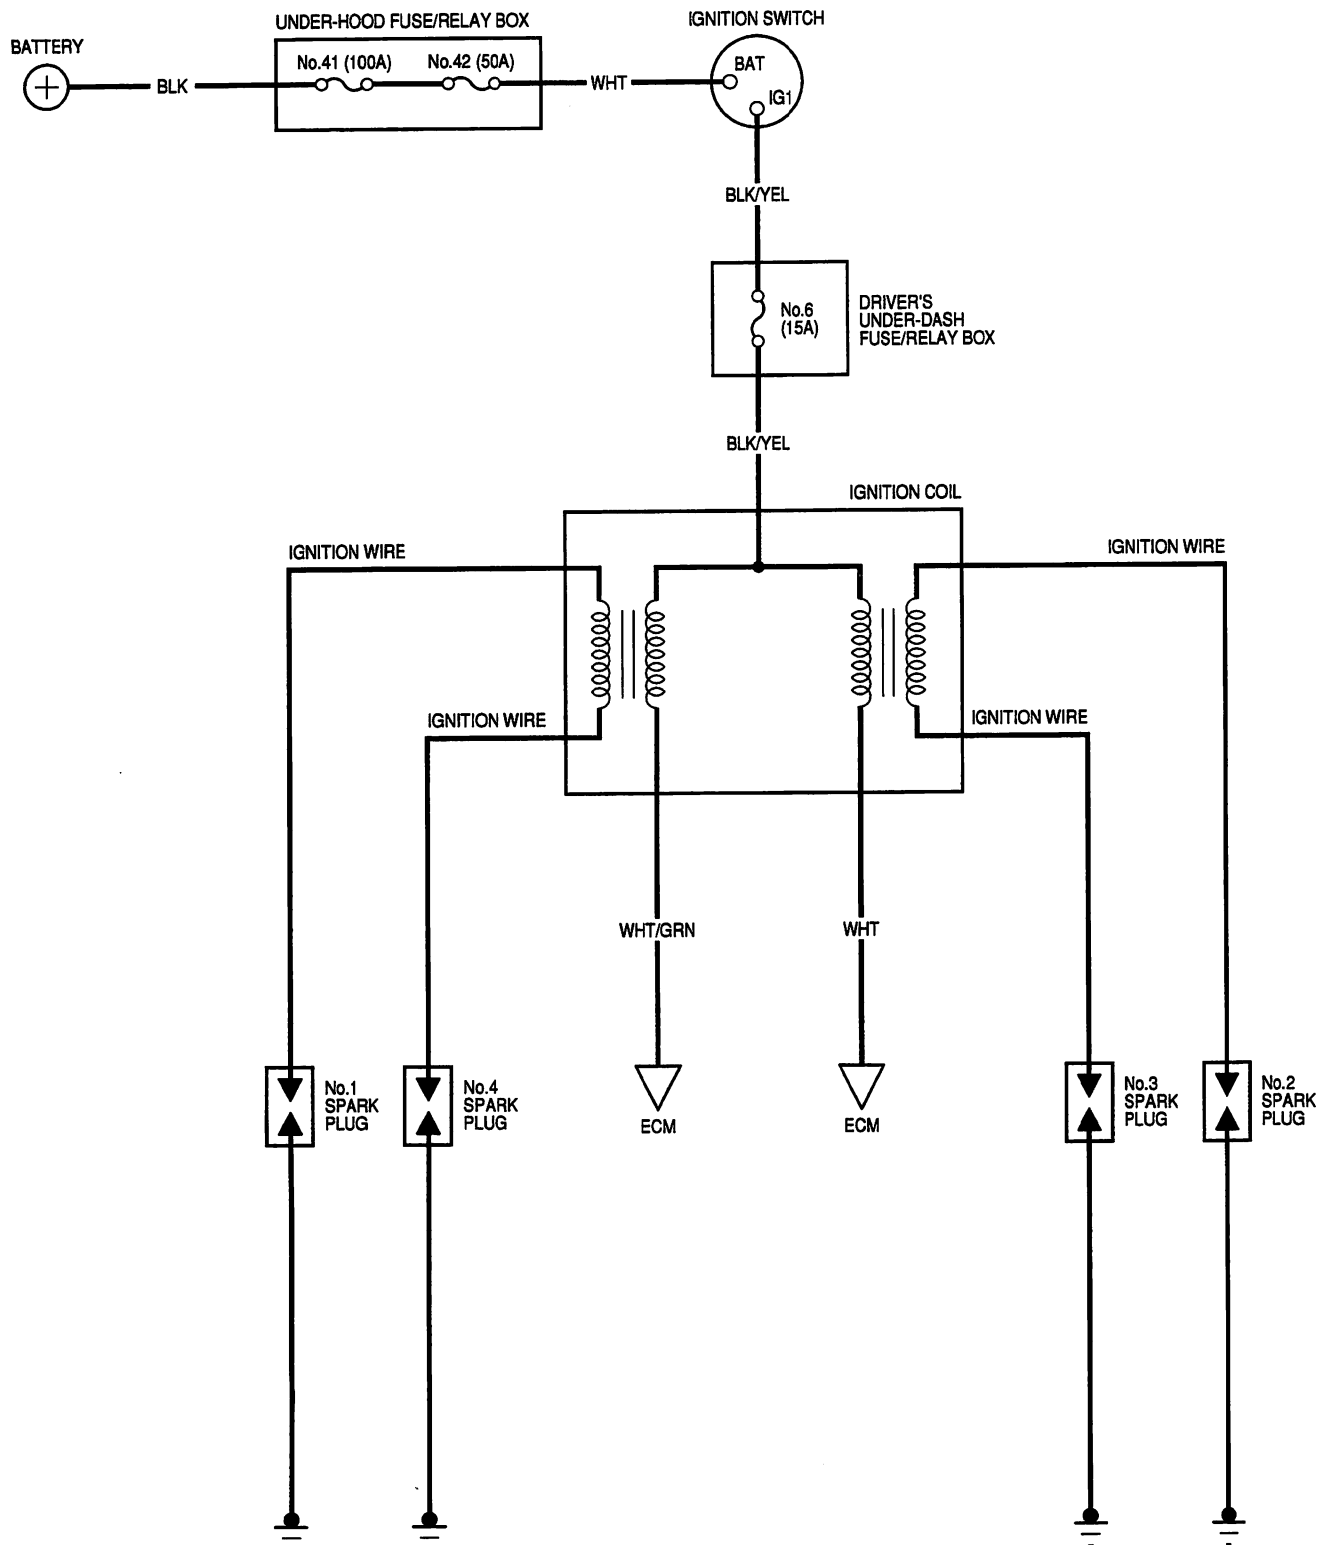 UNDER-HOOD FUSE/RELAY BOX
IGNITION SWITCH
BATTERY
No.41 (100A)
No.42 (50A)
BAT
BLK
WHT
IG1
BLK/YEL
No.6
(15A)
DRIVER'S
UNDER-DASH
FUSE/RELAY BOX
BLK/YEL
IGNITION COIL
IGNITION WIRE
IGNITION WIRE
IGNITION WIRE
IGNITION WIRE
WHT/GRN
WHT
No.1
SPARK
PLUG
No.4
SPARK
PLUG
ECM
ECM
No.3
SPARK
PLUG
No.2
SPARK
PLUG